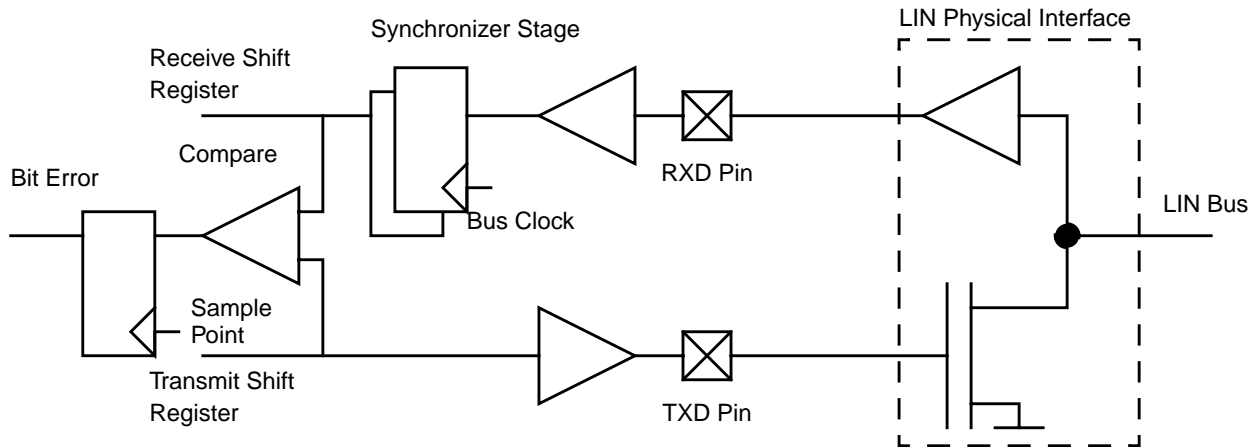 LIN Physical Interface
Synchronizer Stage
Receive Shift
Register
Compare
RXD Pin
Bit Error
LIN Bus
Bus Clock
Sample
Point
Transmit Shift
Register
TXD Pin